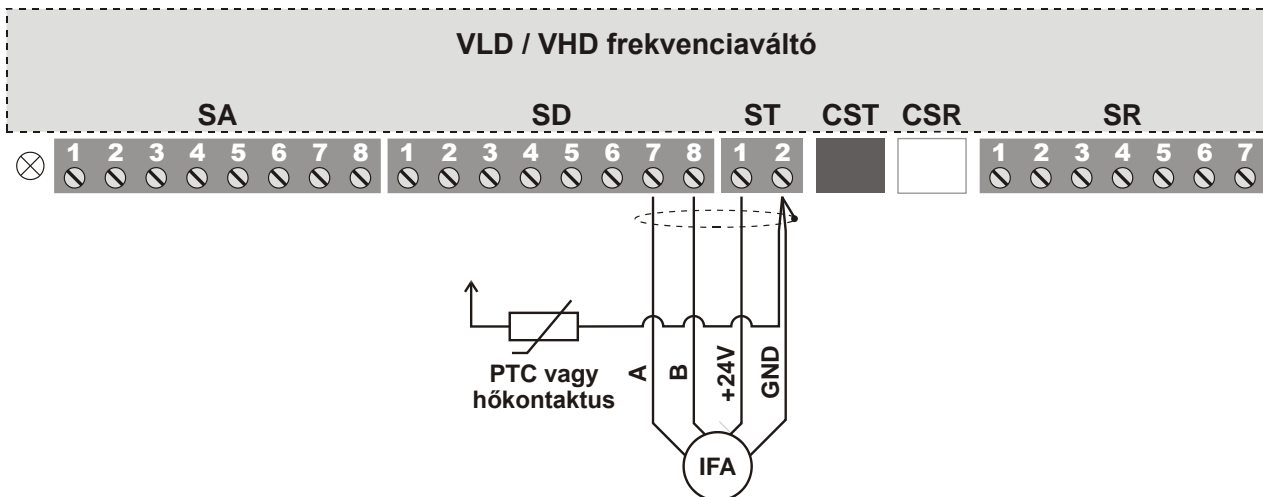 VLD / VHD frekvenciaváltó
SA SD ST CST CSR SR
1 2 3 4 5 6 7 8 1 2 3 4 5 6 7 8 1 2 1 2 3 4 5 6 7
PTC vagy
hőkontaktus
A
B
+24V
GND
IFA